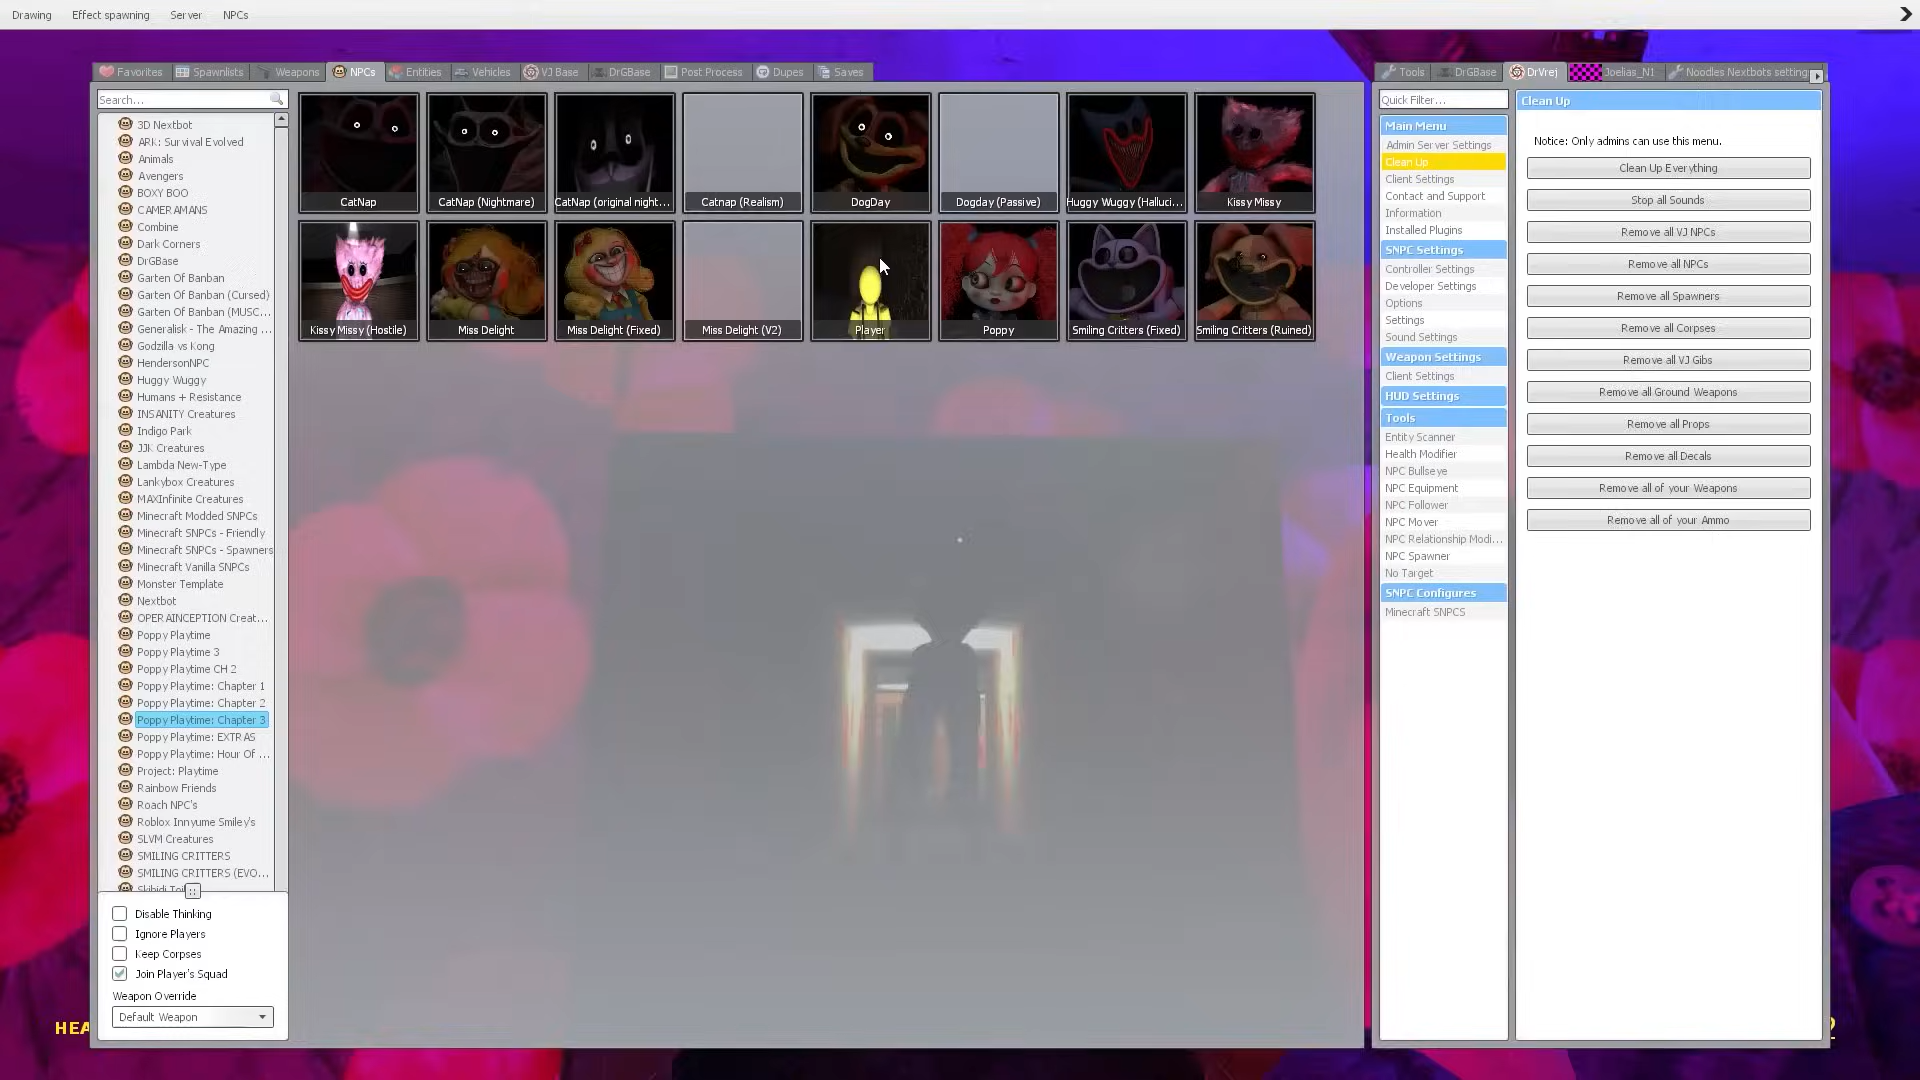 Drawing Effect spawning Server NPCs
Favorites Spawnlists Weapons NPCs Entities Vehicles VJ Base DrGBase Post Process Dupes Saves
Search...
3D Nextbot
ARK: Survival Evolved
Animals
Avengers
BOXY BOO
CAMERAMANS
Combine
Dark Corners
DrGBase
Garten Of Banban
Garten Of Banban (Cursed)
Garten Of Banban (MUSC...
Generalisk - The Amazing ...
Godzilla vs Kong
HendersonNPC
Huggy Wuggy
Humans + Resistance
INSANITY Creatures
Indigo Park
JJK Creatures
Lambda New-Type
Lankybox Creatures
MAXInfinite Creatures
Minecraft Modded SNPCs
Minecraft SNPCs - Friendly
Minecraft SNPCs - Spawners
Minecraft Vanilla SNPCs
Monster Template
Nextbot
OPERAINCEPTION Creat...
Poppy Playtime
Poppy Playtime 3
Poppy Playtime CH 2
Poppy Playtime: Chapter 1
Poppy Playtime: Chapter 2
Poppy Playtime: Chapter 3
Poppy Playtime: EXTRAS
Poppy Playtime: Hour Of ...
Project: Playtime
Rainbow Friends
Roach NPC's
Roblox Innyume Smiley's
SLVM Creatures
SMILING CRITTERS
SMILING CRITTERS (EVO...
Disable Thinking
Ignore Players
Keep Corpses
Join Player's Squad
Weapon Override
Default Weapon
HEA
CatNap CatNap (Nightmare) CatNap (original night... Catnap (Realism) DogDay Dogday (Passive) Huggy Wuggy (Halluci... Kissy Missy
Kissy Missy (Hostile) Miss Delight Miss Delight (Fixed) Miss Delight (V2) Player Poppy Smiling Critters (Fixed) Smiling Critters (Ruined)
Tools DrGBase DrVrej Joelias_N1 Noodles Nextbots setting
Quick Filter...
Main Menu
Admin Server Settings
Clean Up
Client Settings
Contact and Support
Information
Installed Plugins
SNPC Settings
Controller Settings
Developer Settings
Options
Settings
Sound Settings
Weapon Settings
Client Settings
HUD Settings
Tools
Entity Scanner
Health Modifier
NPC Bullseye
NPC Equipment
NPC Follower
NPC Mover
NPC Relationship Modi...
NPC Spawner
No Target
SNPC Configures
Minecraft SNPCS
Clean Up
Notice: Only admins can use this menu.
Clean Up Everything
Stop all Sounds
Remove all VJ NPCs
Remove all NPCs
Remove all Spawners
Remove all Corpses
Remove all VJ Gibs
Remove all Ground Weapons
Remove all Props
Remove all Decals
Remove all of your Weapons
Remove all of your Ammo